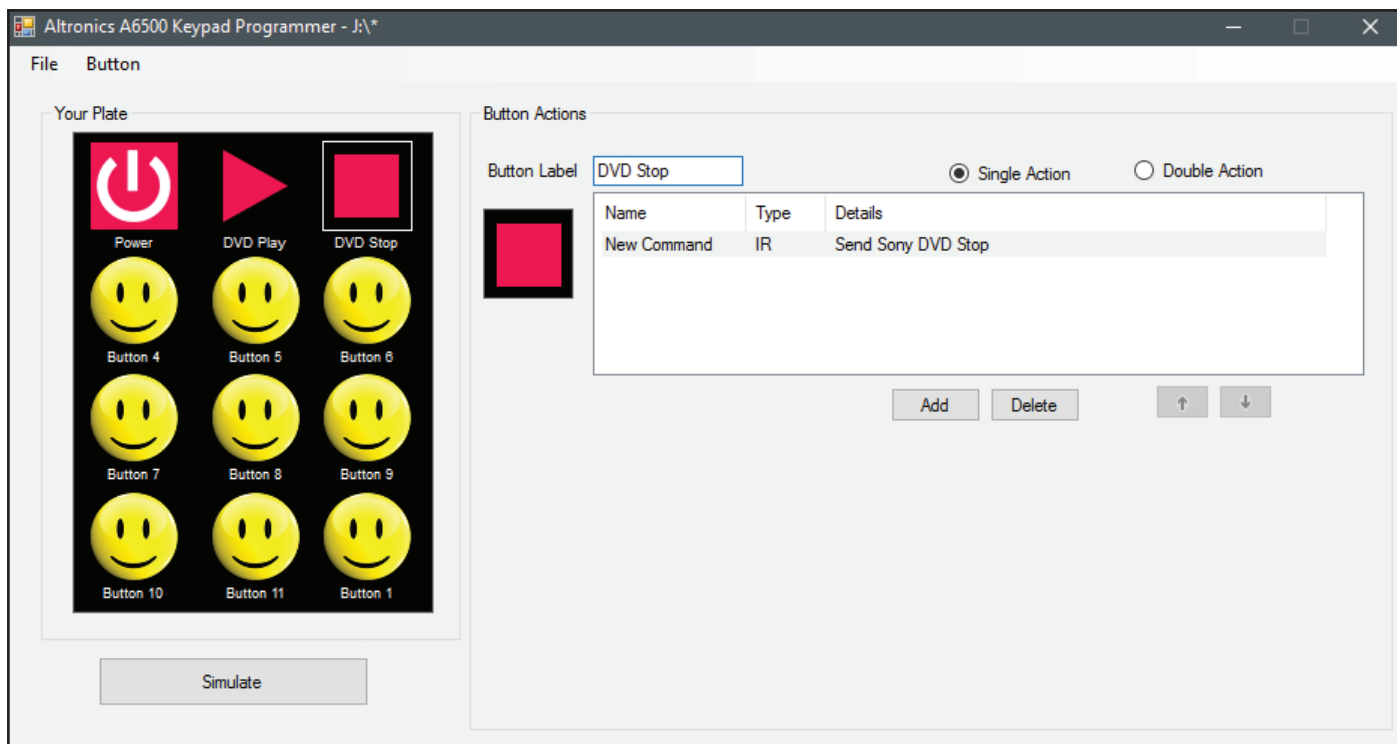 Altronics A6500 Keypad Programmer - J:\*
File Button
Your Plate
Power DVD Play DVD Stop
Button 4 Button 5 Button 6
Button 7 Button 8 Button 9
Button 10 Button 11 Button 1
Simulate
Button Actions
Button Label DVD Stop Single Action Double Action
Name Type Details
New Command IR Send Sony DVD Stop
Add Delete